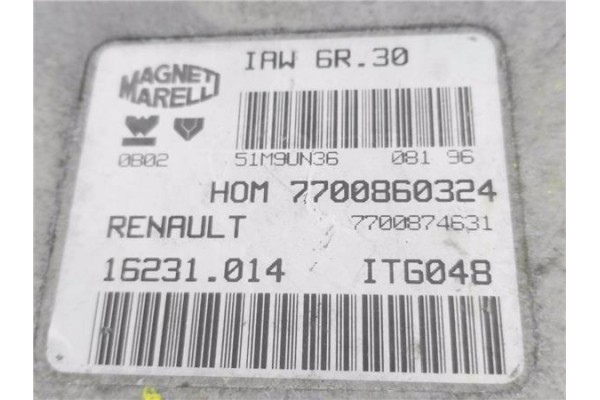 MAGNETI
MARELLI
IAW 6R.30
0802
51M9UN36 081 96
HOM 7700860324
RENAULT 7700874631
16231.014 ITG048